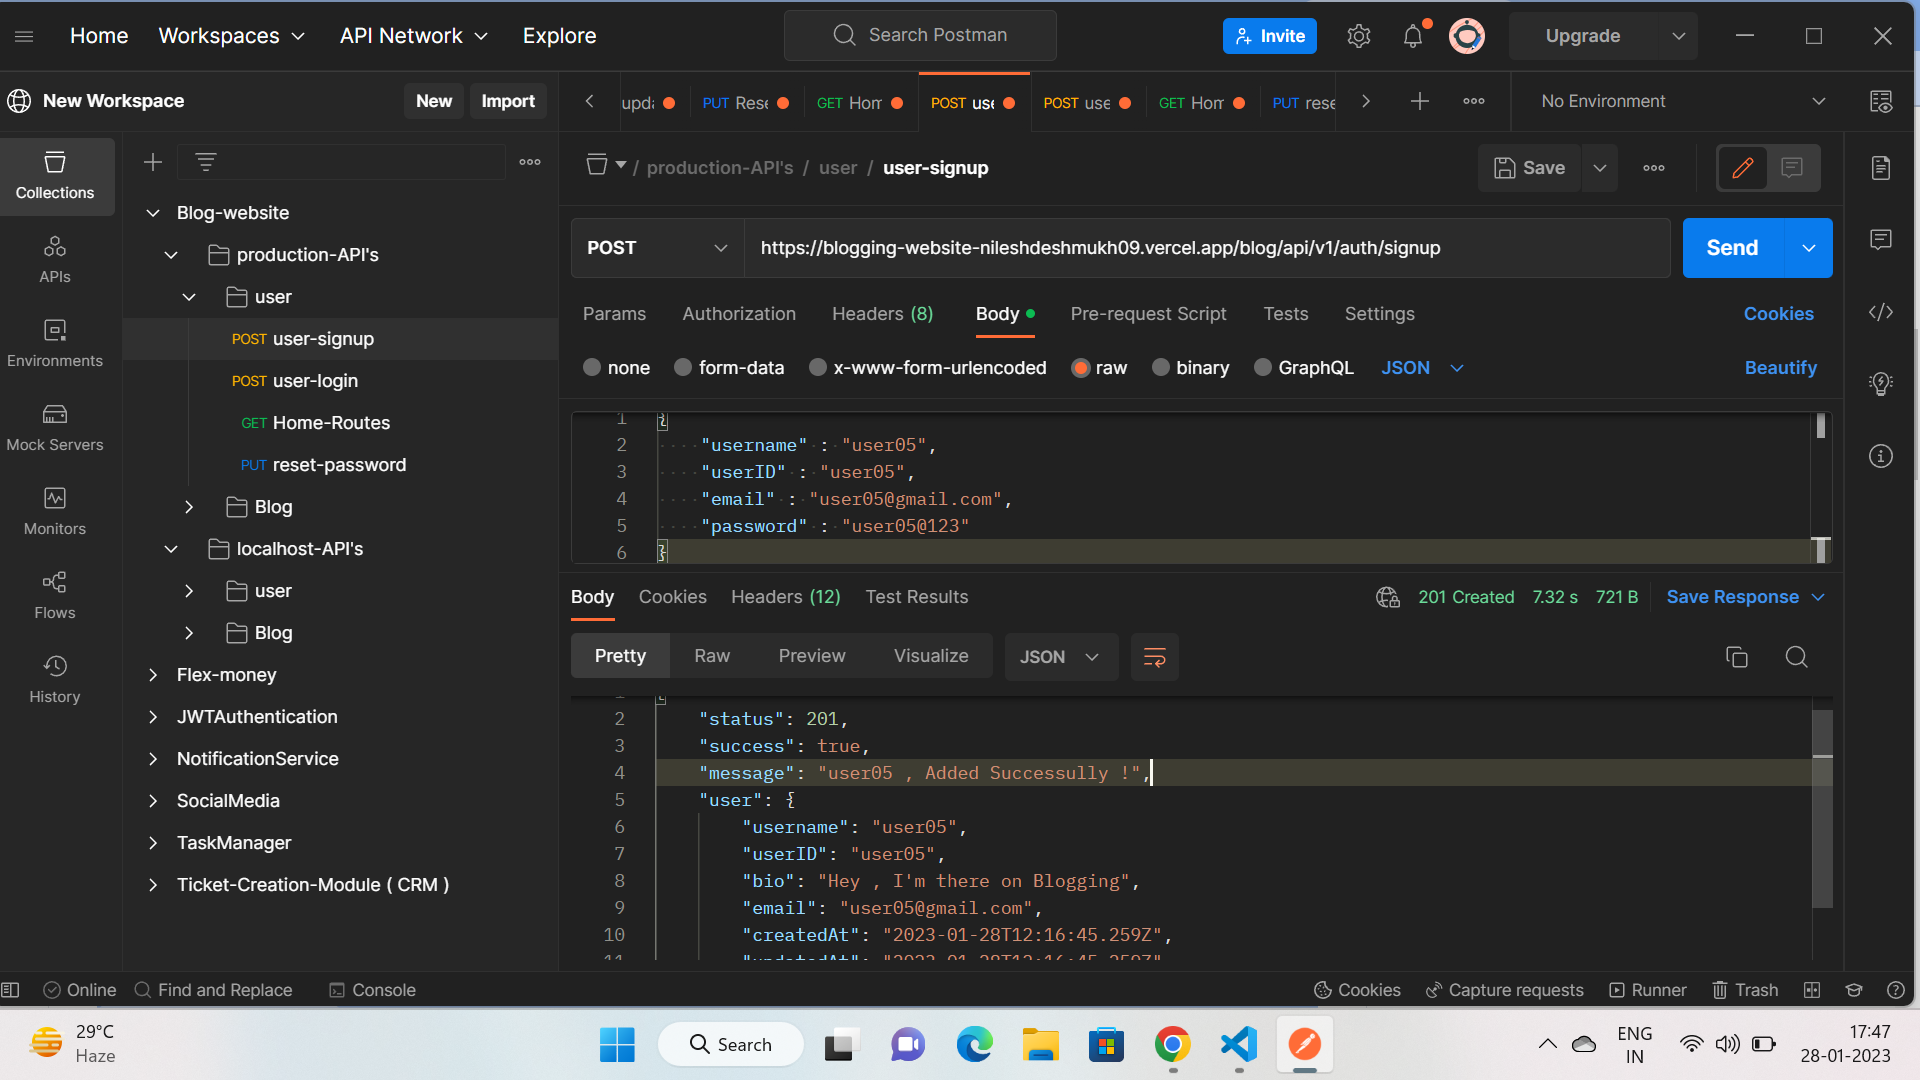 Home
Workspaces
API Network
Explore
Search Postman
Invite
Upgrade
New Workspace
New
Import
upda
PUT Rese
GET Hom
POST use
POST use
GET Hom
PUT rese
No Environment
Collections
APIs
Environments
Mock Servers
Monitors
Flows
History
Blog-website
production-API's
user
POST user-signup
POST user-login
GET Home-Routes
PUT reset-password
Blog
localhost-API's
user
Blog
Flex-money
JWTAuthentication
NotificationService
SocialMedia
TaskManager
Ticket-Creation-Module ( CRM )
/ production-API's / user / user-signup
Save
POST
https://blogging-website-nileshdeshmukh09.vercel.app/blog/api/v1/auth/signup
Send
Params
Authorization
Headers (8)
Body
Pre-request Script
Tests
Settings
Cookies
none
form-data
x-www-form-urlencoded
raw
binary
GraphQL
JSON
Beautify
1 {
2 "username" : "user05",
3 "userID" : "user05",
4 "email" : "user05@gmail.com",
5 "password" : "user05@123"
6 }
Body
Cookies
Headers (12)
Test Results
201 Created
7.32 s
721 B
Save Response
Pretty
Raw
Preview
Visualize
JSON
2 "status": 201,
3 "success": true,
4 "message": "user05 , Added Successully !",
5 "user": {
6 "username": "user05",
7 "userID": "user05",
8 "bio": "Hey , I'm there on Blogging",
9 "email": "user05@gmail.com",
10 "createdAt": "2023-01-28T12:16:45.259Z",
11 "updatedAt": "2023-01-28T12:16:45.259Z"
Online
Find and Replace
Console
Cookies
Capture requests
Runner
Trash
29°C
Haze
Search
ENG
IN
17:47
28-01-2023